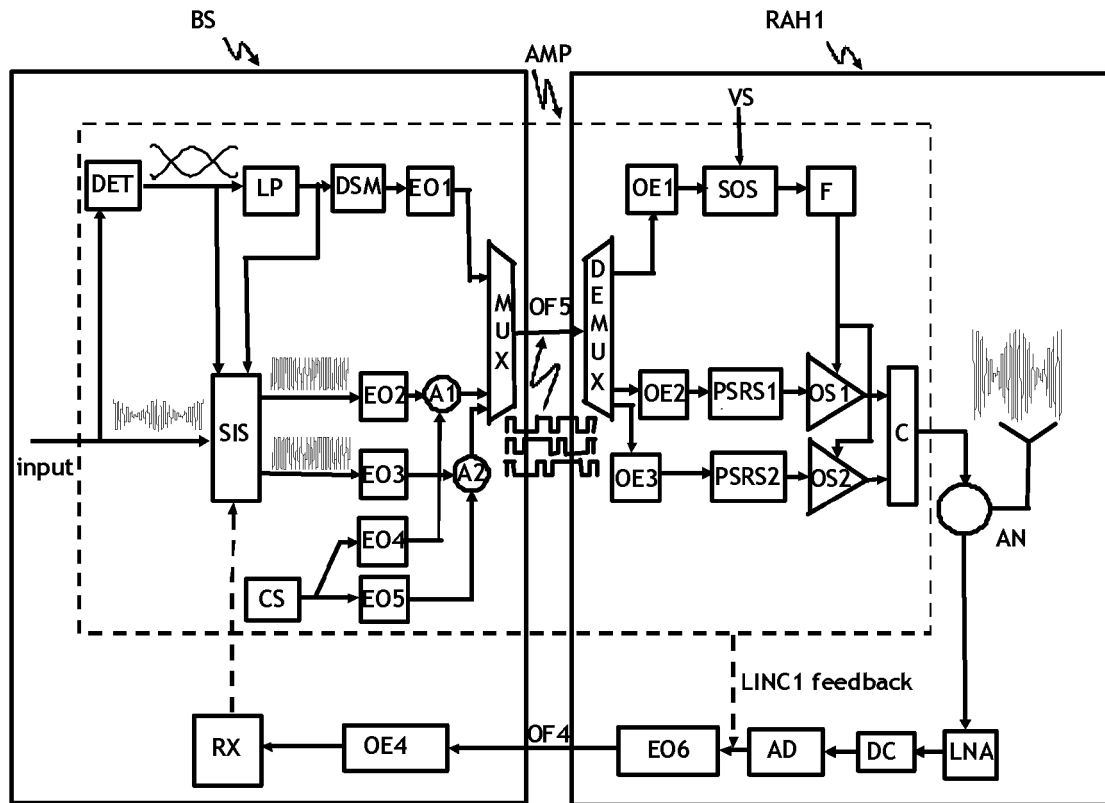 BS
AMP
RAH1
VS
DET
LP
DSM
EO1
OE1
SOS
F
MUX
OF5
DEMUX
EO2
A1
OE2
PSRS1
OS1
C
SIS
input
EO3
A2
OE3
PSRS2
OS2
EO4
AN
CS
EO5
LINC1 feedback
RX
OE4
OF4
EO6
AD
DC
LNA